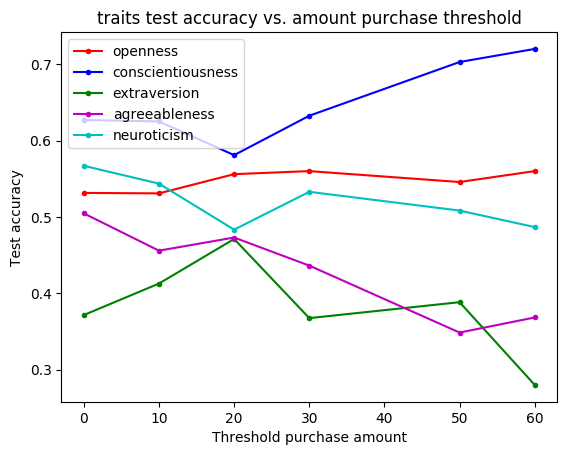 traits test accuracy vs. amount purchase threshold
openness
conscientiousness
extraversion
agreeableness
neuroticism
Test accuracy
0.7
0.6
0.5
0.4
0.3
0 10 20 30 40 50 60
Threshold purchase amount